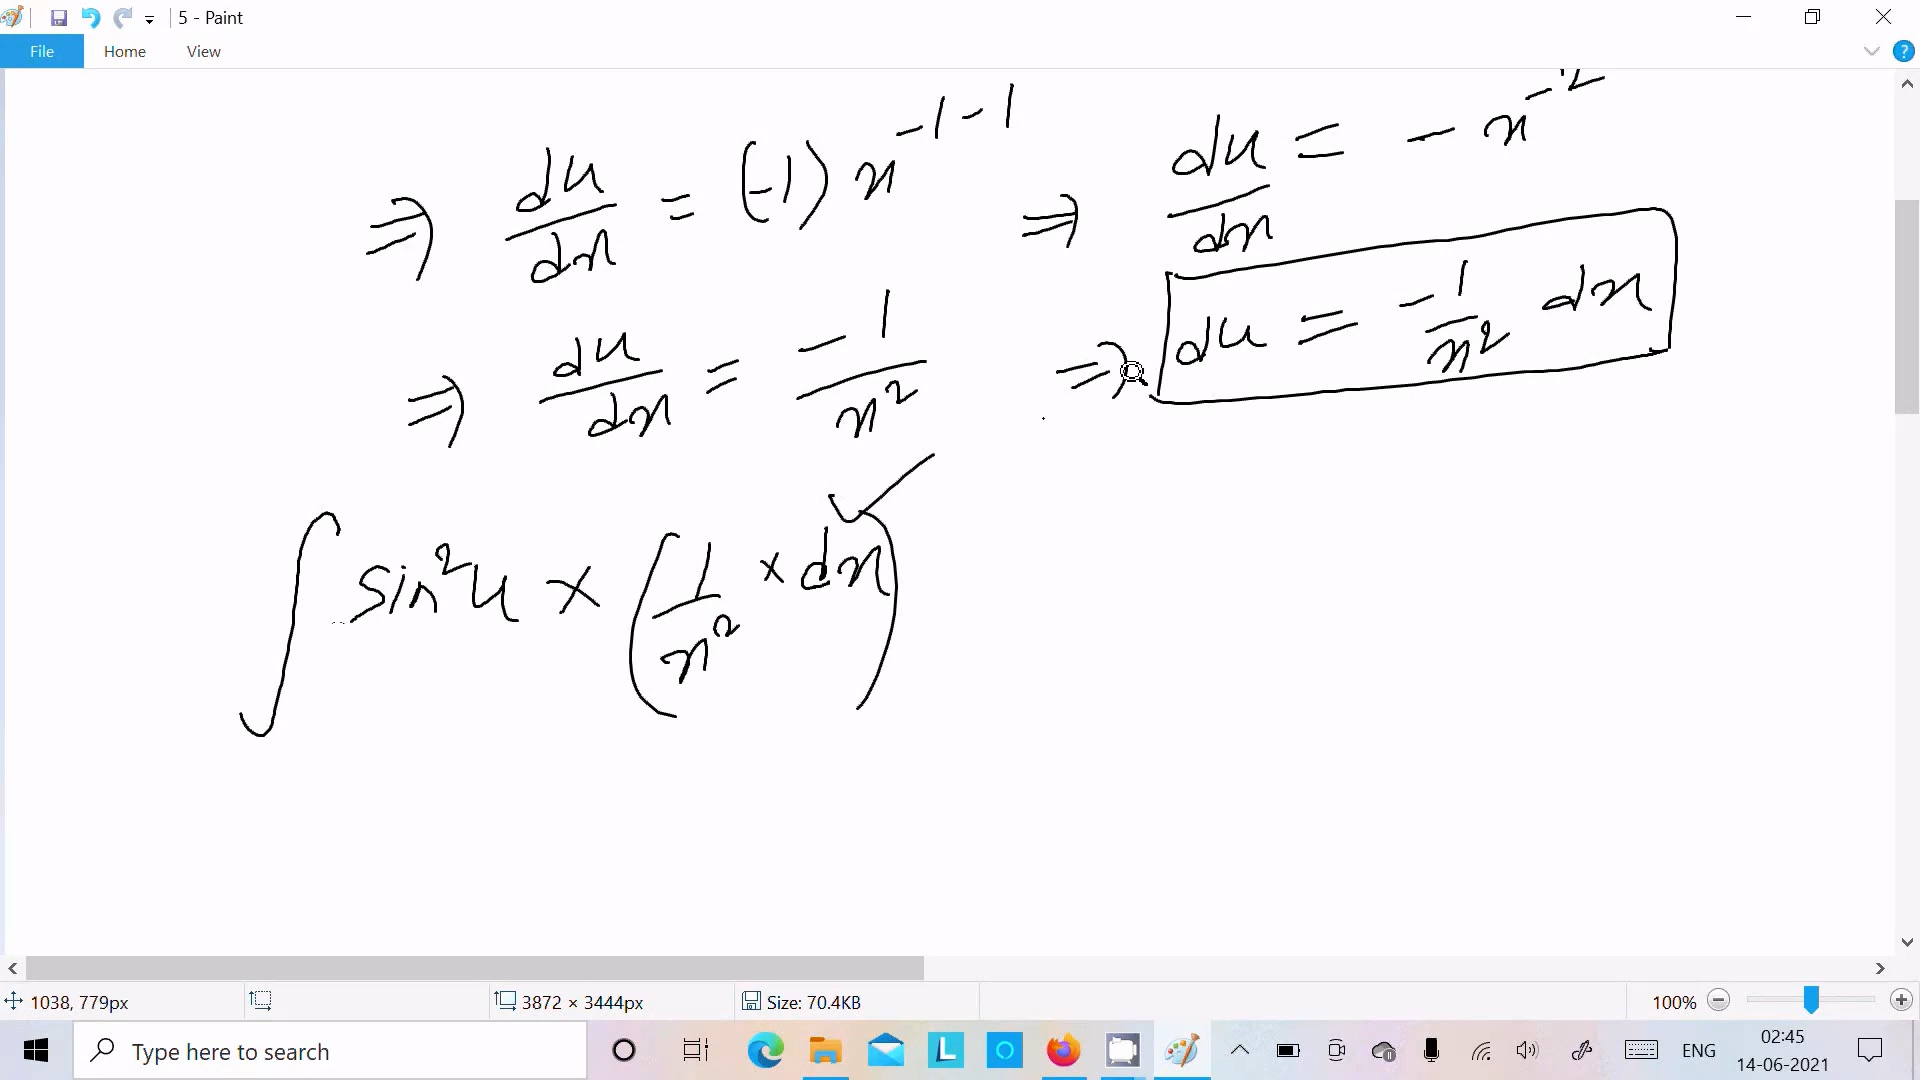 5 - Paint
File Home View
⇒ du/dx = (-1) x^-1-1 ⇒ du/dx = - x^-2
⇒ du/dx = -1/x² ⇒ du = -1/x² dx
∫ sin²u × (1/x² × dx)
1038, 779px 3872 × 3444px Size: 70.4KB 100%
Type here to search ENG 02:45
14-06-2021